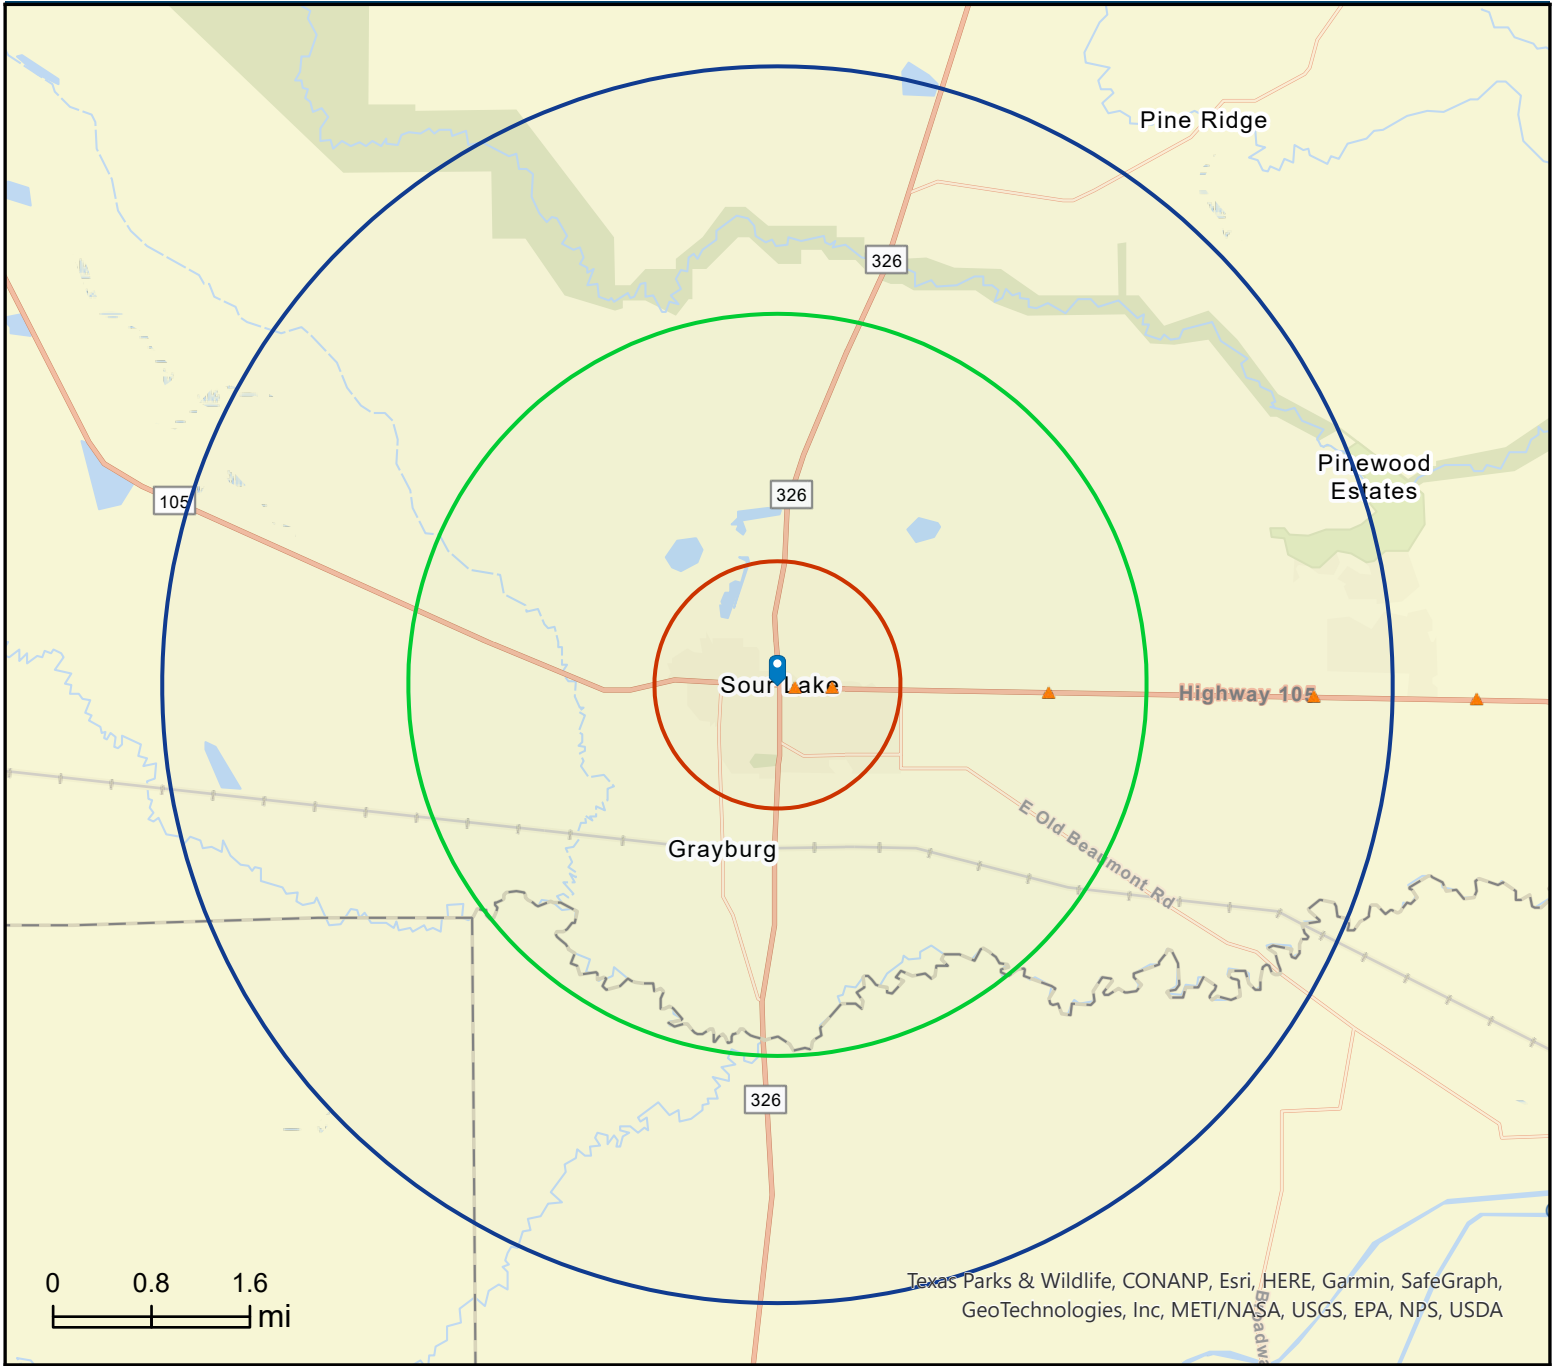 Pine Ridge
326
Pinewood
Estates
105
326
Sour Lake
Highway 105
E Old Beaumont Rd
Grayburg
326
0 0.8 1.6
mi
Texas Parks & Wildlife, CONANP, Esri, HERE, Garmin, SafeGraph,
GeoTechnologies, Inc, METI/NASA, USGS, EPA, NPS, USDA